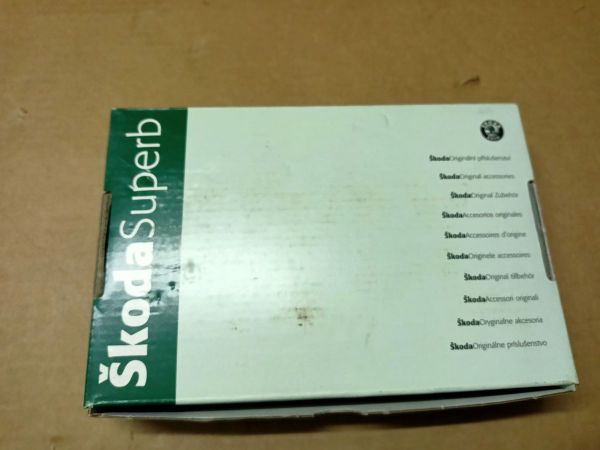 ŠkodaSuperb
ŠkodaOriginální příslušenství
ŠkodaOriginal accessories
ŠkodaOriginal Zubehör
ŠkodaAccesorios originales
ŠkodaAccessoires d'origine
ŠkodaOriginele accessoires
ŠkodaOriginal tillbehör
ŠkodaAccessori originali
ŠkodaOryginalne akcesoria
ŠkodaOriginálne príslušenstvo